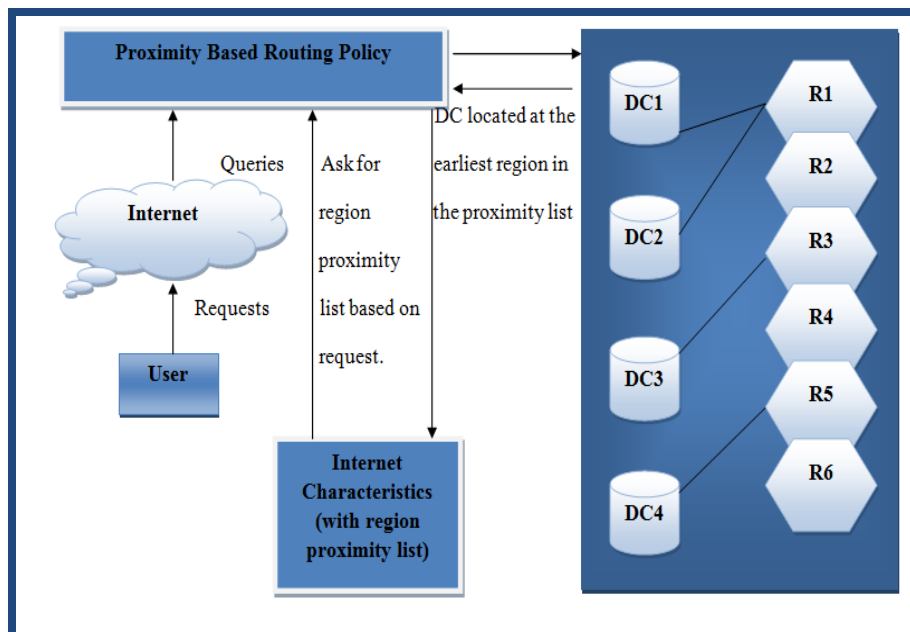 Proximity Based Routing Policy
Queries
Internet
Requests
User
Ask for
region
proximity
list based on
request.
DC located at the
earliest region in
the proximity list
Internet
Characteristics
(with region
proximity list)
DC1
DC2
DC3
DC4
R1
R2
R3
R4
R5
R6